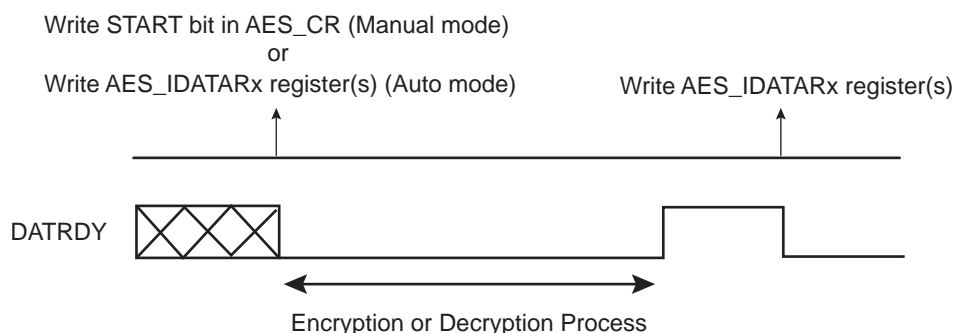 Write START bit in AES_CR (Manual mode)
or
Write AES_IDATARx register(s) (Auto mode)
Write AES_IDATARx register(s)
DATRDY
Encryption or Decryption Process